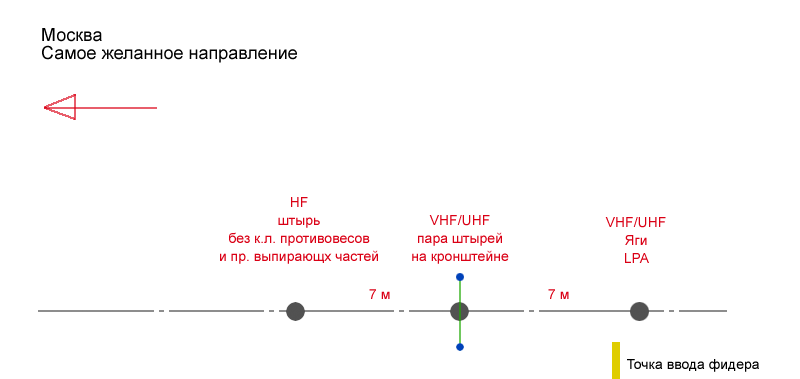 Москва
Самое желанное направление
HF
штырь
без к.л. противовесов
и пр. выпирающх частей
VHF/UHF
пара штырей
на кронштейне
VHF/UHF
Яги
LPA
7 м
7 м
Точка ввода фидера